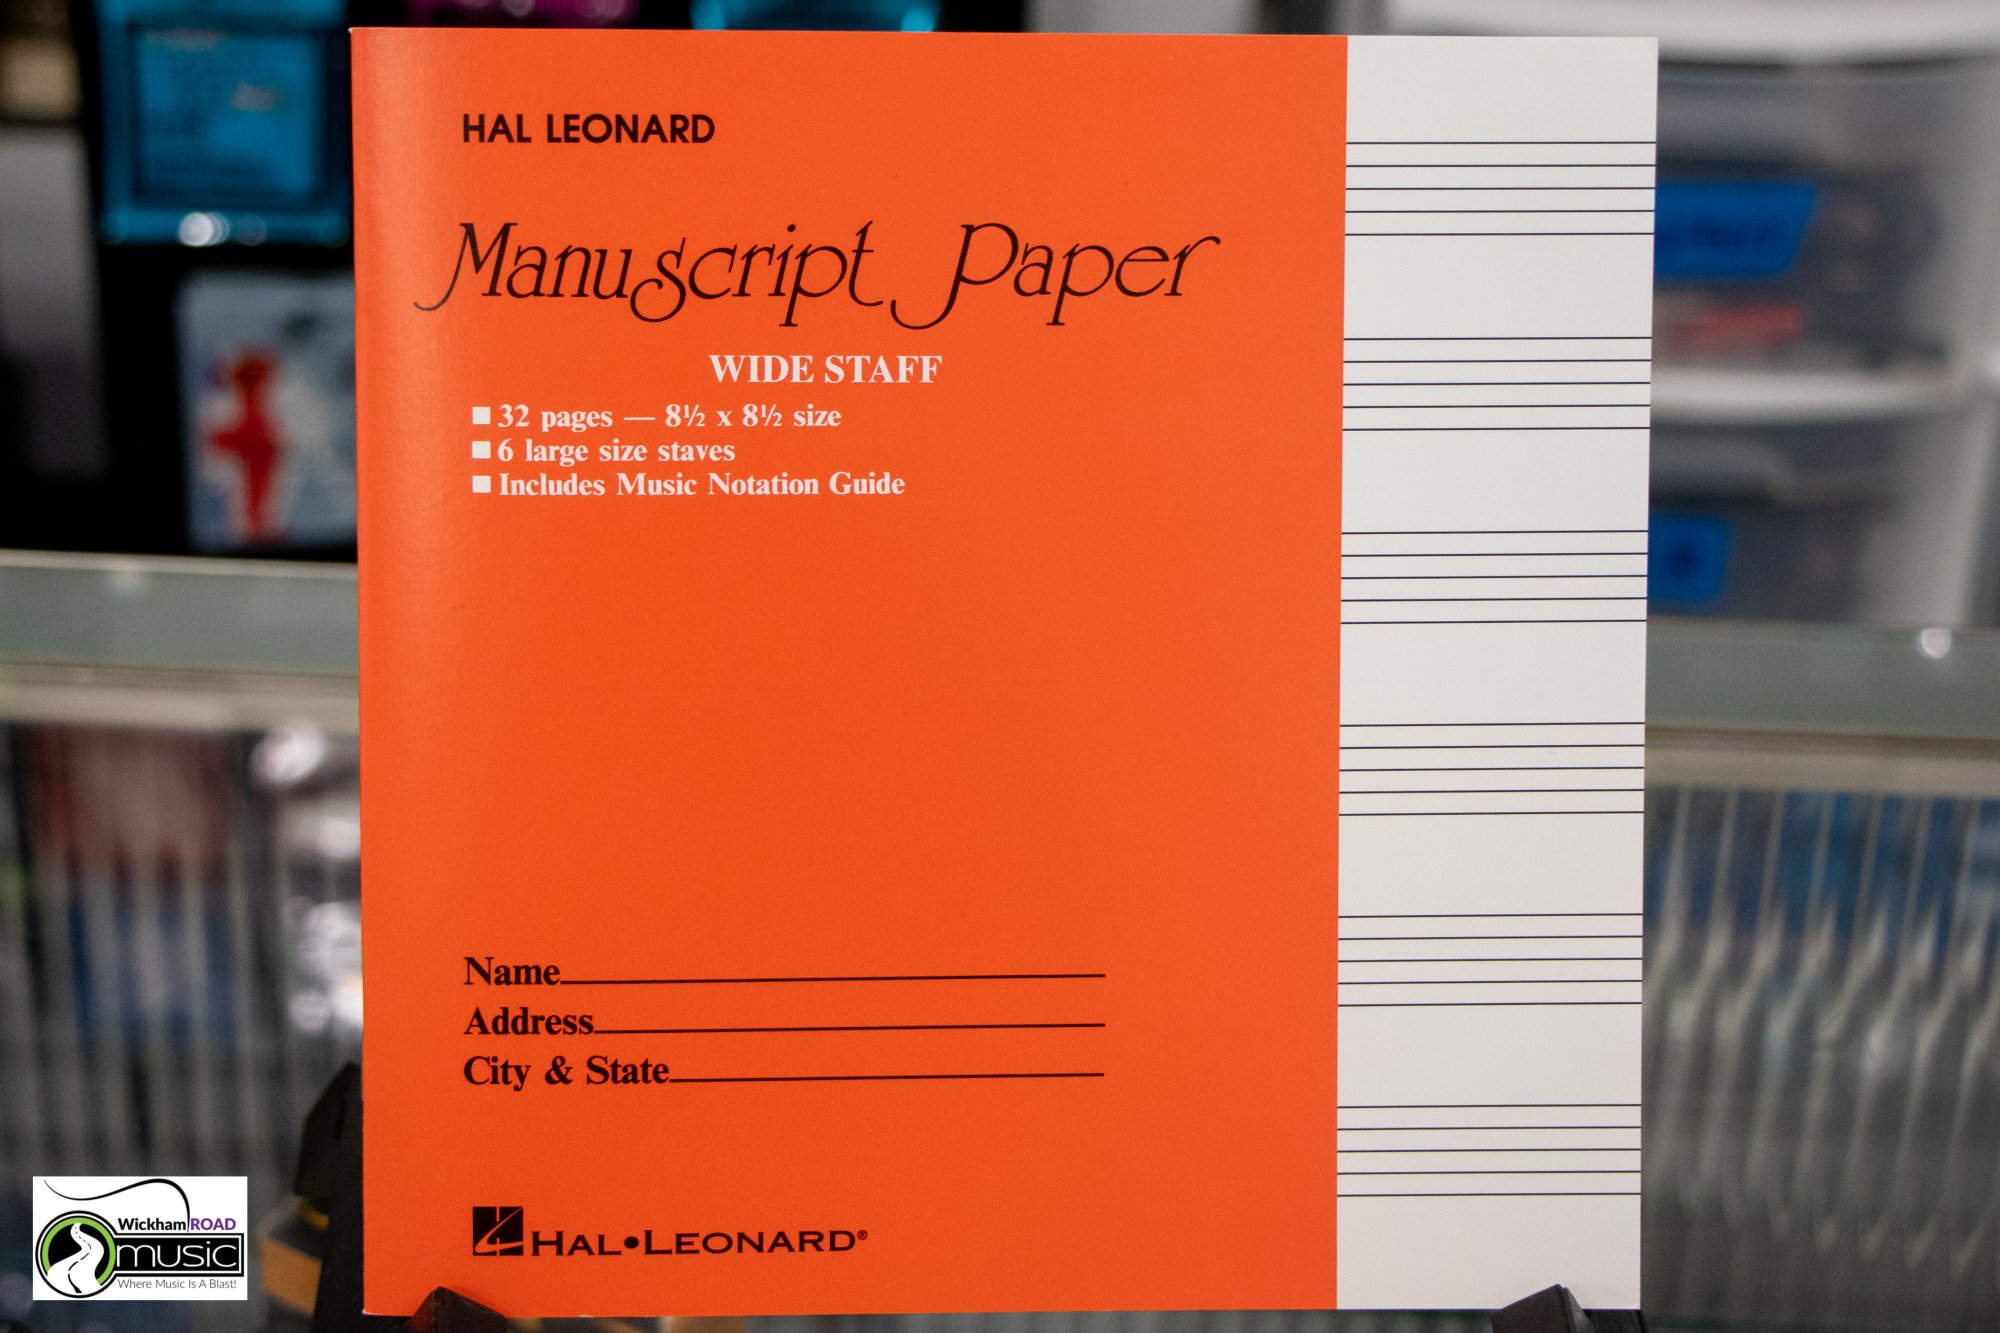 HAL LEONARD
Manuscript Paper
WIDE STAFF
■ 32 pages — 8½ x 8½ size
■ 6 large size staves
■ Includes Music Notation Guide
Name
Address
City & State
HAL•LEONARD®
Wickham ROAD
music
Where Music Is A Blast!